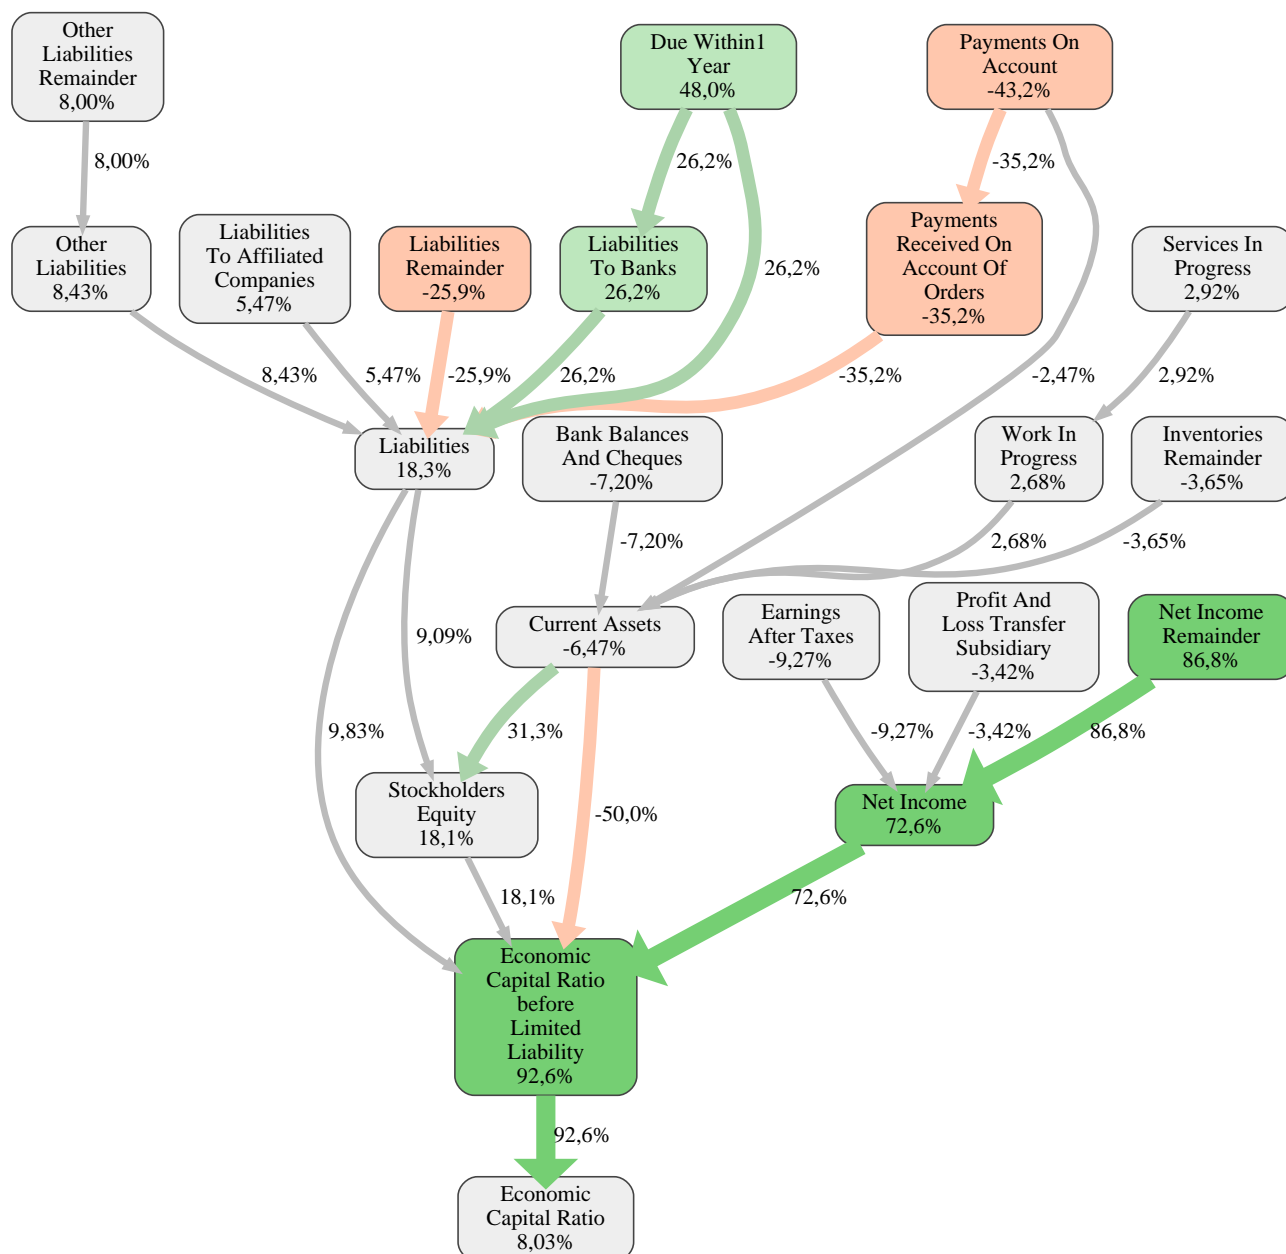 Other
Liabilities
Remainder
8,00%
Due Within1
Year
48,0%
Payments On
Account
-43,2%
8,00%
26,2%
-35,2%
Other
Liabilities
8,43%
Liabilities
To Affiliated
Companies
5,47%
Liabilities
Remainder
-25,9%
Liabilities
To Banks
26,2%
26,2%
Payments
Received On
Account Of
Orders
-35,2%
Services In
Progress
2,92%
8,43%
5,47%
-25,9%
26,2%
-35,2%
-2,47%
2,92%
Liabilities
18,3%
Bank Balances
And Cheques
-7,20%
Work In
Progress
2,68%
Inventories
Remainder
-3,65%
-7,20%
2,68%
-3,65%
9,09%
Current Assets
-6,47%
Earnings
After Taxes
-9,27%
Profit And
Loss Transfer
Subsidiary
-3,42%
Net Income
Remainder
86,8%
9,83%
31,3%
-9,27%
-3,42%
86,8%
Stockholders
Equity
18,1%
-50,0%
Net Income
72,6%
18,1%
72,6%
Economic
Capital Ratio
before
Limited
Liability
92,6%
92,6%
Economic
Capital Ratio
8,03%